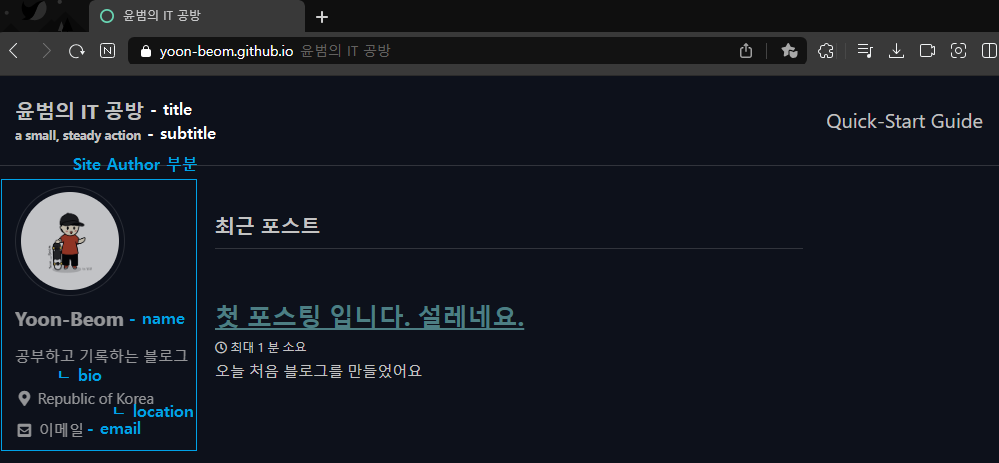 윤범의 IT 공방
yoon-beom.github.io 윤범의 IT 공방
윤범의 IT 공방 - title
a small, steady action - subtitle
Quick-Start Guide
Site Author 부분
Yoon-Beom - name
공부하고 기록하는 블로그
ㄴ bio
Republic of Korea
ㄴ location
이메일 - email
최근 포스트
첫 포스팅 입니다. 설레네요.
최대 1 분 소요
오늘 처음 블로그를 만들었어요